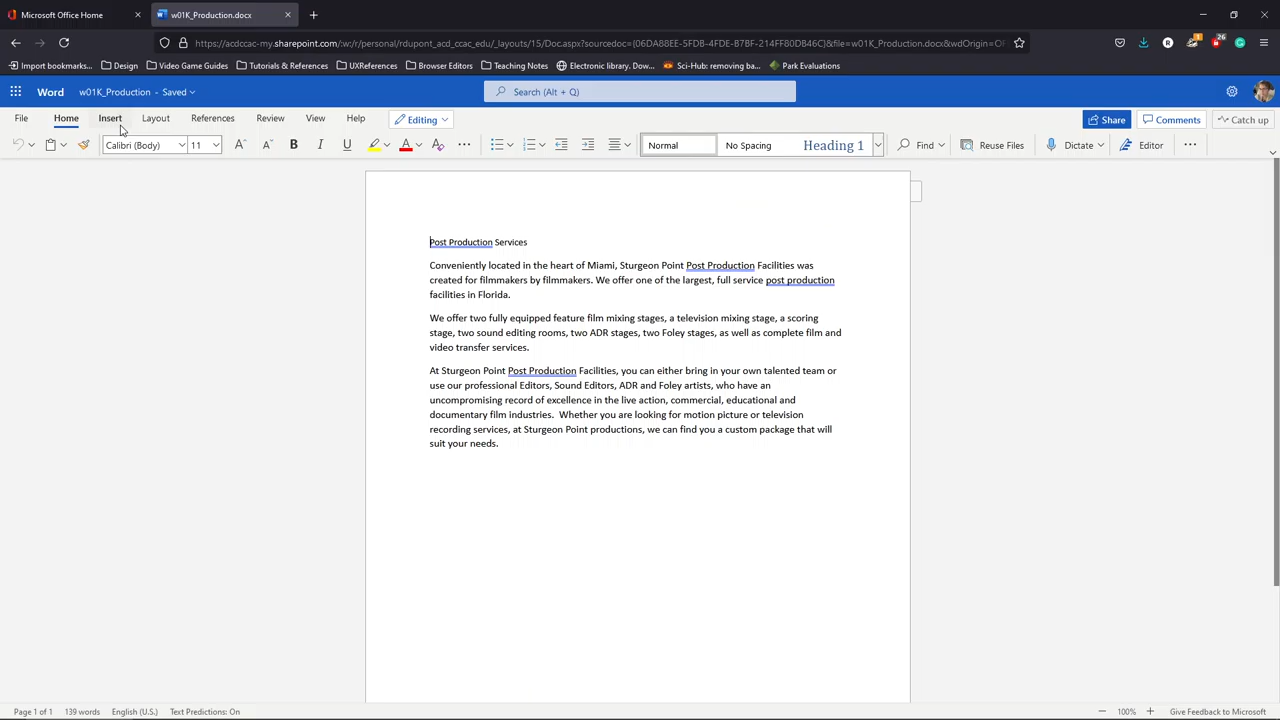 Microsoft Office Home
w01K_Production.docx
https://acdccac-my.sharepoint.com/:w:/r/personal/rdupont_acd_ccac_edu/_layouts/15/Doc.aspx?sourcedoc={06DA88EE-5FDB-4FDE-B7BF-214FF80DB46C}&file=w01K_Production.docx&wdOrigin=OF
26
Import bookmarks...
Design
Video Game Guides
Tutorials & References
UXReferences
Browser Editors
Teaching Notes
Electronic library. Dow...
Sci-Hub: removing ba...
Park Evaluations
Word
w01K_Production - Saved
Search (Alt + Q)
File
Home
Insert
Layout
References
Review
View
Help
Editing
Share
Comments
Catch up
Calibri (Body)
11
Normal
No Spacing
Heading 1
Find
Reuse Files
Dictate
Editor
Post Production Services
Conveniently located in the heart of Miami, Sturgeon Point Post Production Facilities was
created for filmmakers by filmmakers. We offer one of the largest, full service post production
facilities in Florida.
We offer two fully equipped feature film mixing stages, a television mixing stage, a scoring
stage, two sound editing rooms, two ADR stages, two Foley stages, as well as complete film and
video transfer services.
At Sturgeon Point Post Production Facilities, you can either bring in your own talented team or
use our professional Editors, Sound Editors, ADR and Foley artists, who have an
uncompromising record of excellence in the live action, commercial, educational and
documentary film industries.  Whether you are looking for motion picture or television
recording services, at Sturgeon Point productions, we can find you a custom package that will
suit your needs.
Page 1 of 1
139 words
English (U.S.)
Text Predictions: On
100%
Give Feedback to Microsoft